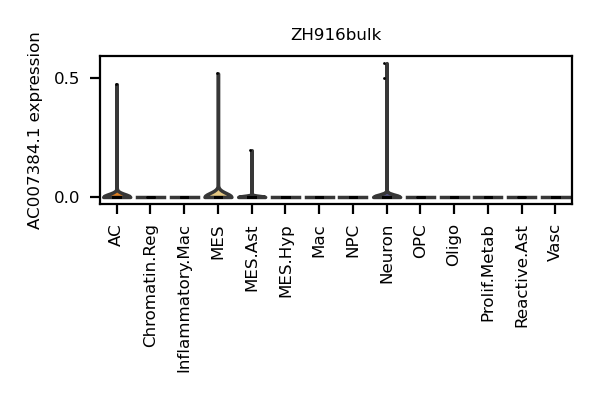 ZH916bulk
AC007384.1 expression
0.5
0.0
AC
Chromatin.Reg
Inflammatory.Mac
MES
MES.Ast
MES.Hyp
Mac
NPC
Neuron
OPC
Oligo
Prolif.Metab
Reactive.Ast
Vasc